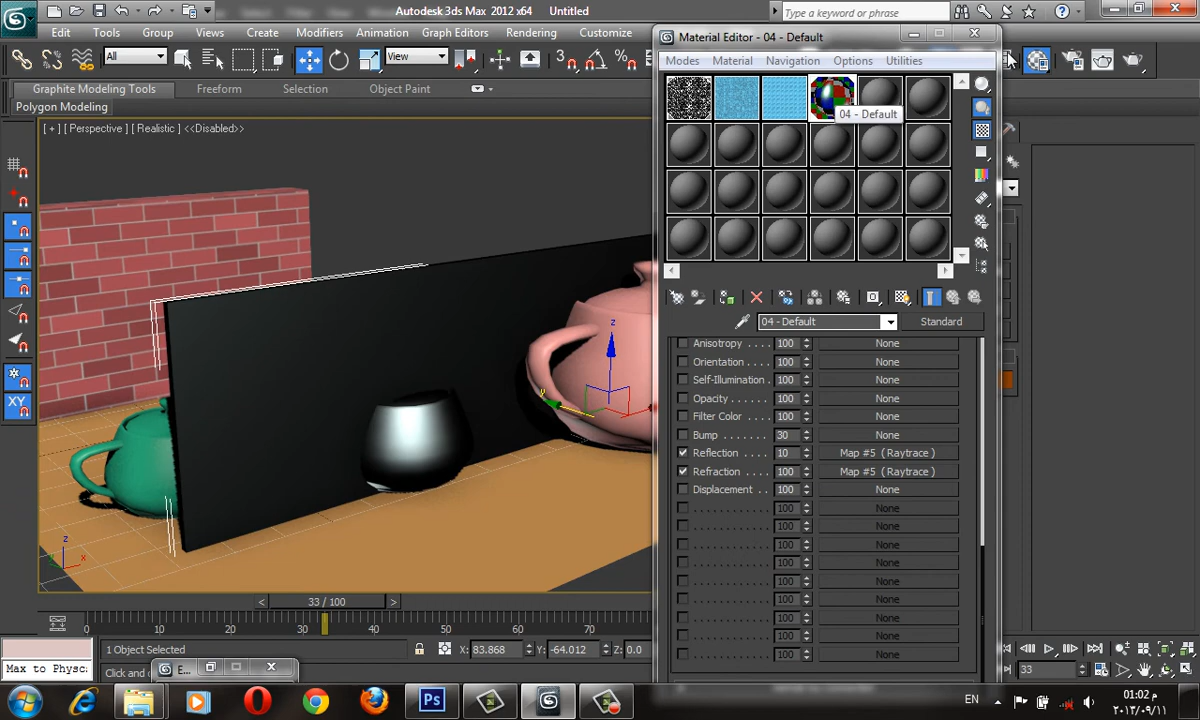 Autodesk 3ds Max 2012 x64 Untitled
Type a keyword or phrase
Edit Tools Group Views Create Modifiers Animation Graph Editors Rendering Customize
All
View
Graphite Modeling Tools Freeform Selection Object Paint
Polygon Modeling
[ + ] [ Perspective ] [ Realistic ] <<Disabled>>
Material Editor - 04 - Default
Modes Material Navigation Options Utilities
04 - Default
04 - Default Standard
Anisotropy . . . . 100 None
Orientation . . . . 100 None
Self-Illumination . 100 None
Opacity . . . . . 100 None
Filter Color . . . . 100 None
Bump . . . . . . . 30 None
Reflection . . . . 10 Map #5 ( Raytrace )
Refraction . . . . 100 Map #5 ( Raytrace )
Displacement . . 100 None
. . . . . . . . . . . . 100 None
. . . . . . . . . . . . 100 None
. . . . . . . . . . . . 100 None
. . . . . . . . . . . . 100 None
. . . . . . . . . . . . 100 None
. . . . . . . . . . . . 100 None
. . . . . . . . . . . . 100 None
. . . . . . . . . . . . 100 None
. . . . . . . . . . . . 100 None
z
y
z
x
33 / 100
0 10 20 30 40 50 60 70
1 Object Selected
X: 83.868 Y: -64.012 Z: 0.0
Max to Physc
Click and
E...
33
XY
3
%
Ps
EN
01:02 م
٢٠١٣/٠٩/١١